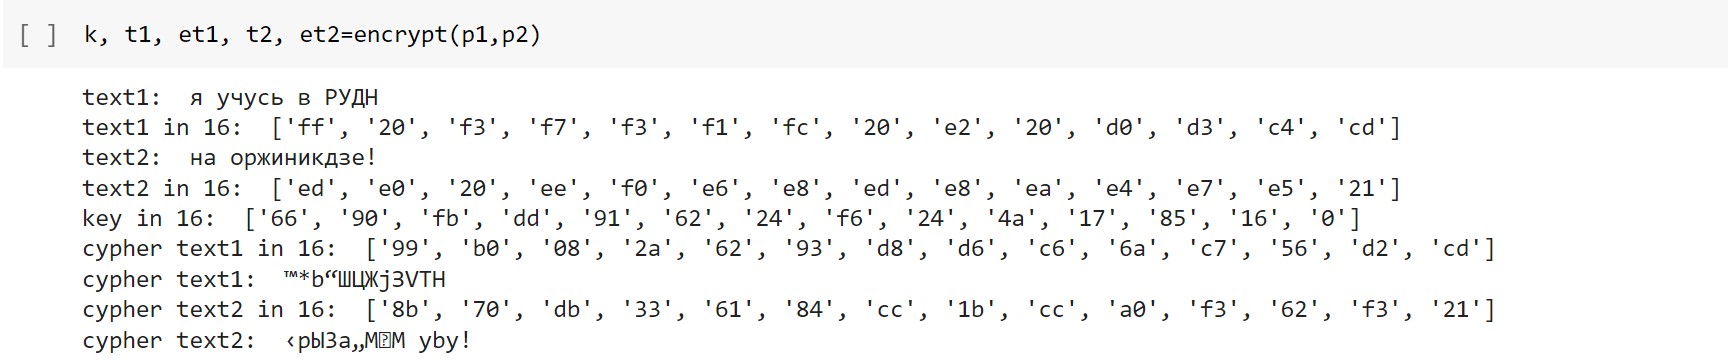 [ ] k, t1, et1, t2, et2=encrypt(p1,p2)
text1:  я учусь в РУДН
text1 in 16:  ['ff', '20', 'f3', 'f7', 'f3', 'f1', 'fc', '20', 'e2', '20', 'd0', 'd3', 'c4', 'cd']
text2:  на оржиникдзе!
text2 in 16:  ['ed', 'e0', '20', 'ee', 'f0', 'e6', 'e8', 'ed', 'e8', 'ea', 'e4', 'e7', 'e5', '21']
key in 16:  ['66', '90', 'fb', 'dd', '91', '62', '24', 'f6', '24', '4a', '17', '85', '16', '0']
cypher text1 in 16:  ['99', 'b0', '08', '2a', '62', '93', 'd8', 'd6', 'c6', '6a', 'c7', '56', 'd2', 'cd']
cypher text1:  ™*b“ШЦЖjЗVТН
cypher text2 in 16:  ['8b', '70', 'db', '33', '61', '84', 'cc', '1b', 'cc', 'a0', 'f3', '62', 'f3', '21']
cypher text2:  ‹pЫ3a„М�М уbу!